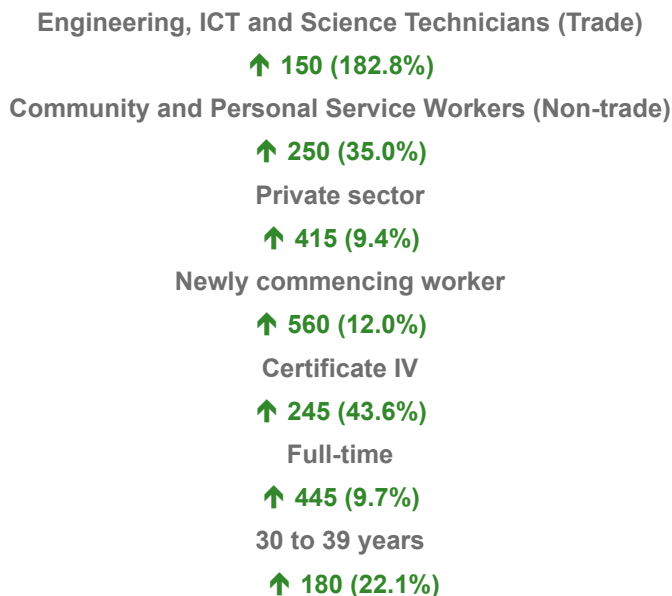 Engineering, ICT and Science Technicians (Trade)
↑ 150 (182.8%)
Community and Personal Service Workers (Non-trade)
↑ 250 (35.0%)
Private sector
↑ 415 (9.4%)
Newly commencing worker
↑ 560 (12.0%)
Certificate IV
↑ 245 (43.6%)
Full-time
↑ 445 (9.7%)
30 to 39 years
↑ 180 (22.1%)